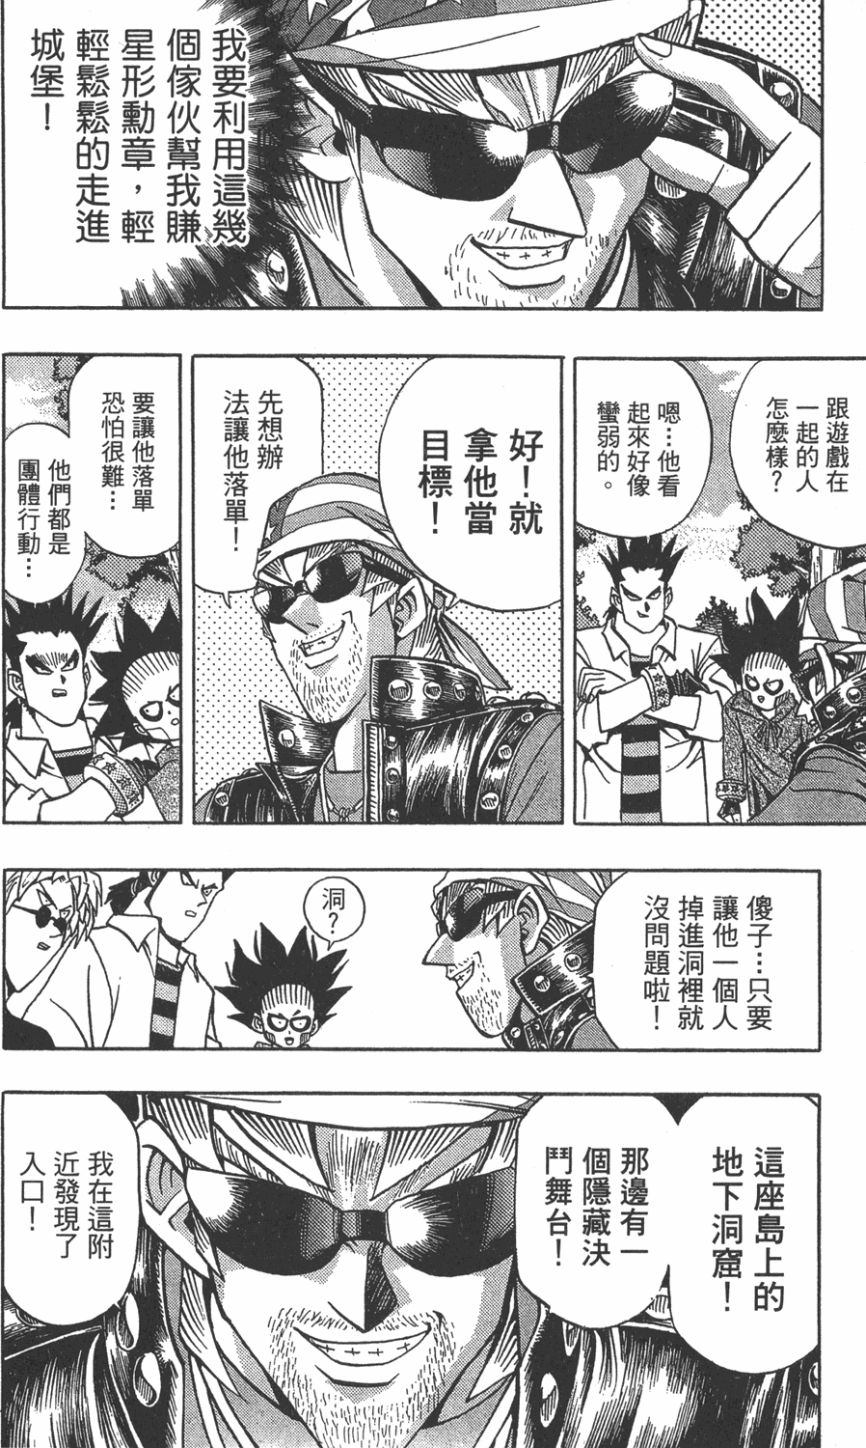 我要利用這幾
個傢伙幫我賺
星形勳章，輕
輕鬆鬆的走進
城堡！
跟遊戲在
一起的人
怎麼樣？
嗯…他看
起來好像
蠻弱的。
好！就
拿他當
目標！
先想辦
法讓他落單！
要讓他落單
恐怕很難…
他們都是
團體行動…
傻子…只要
讓他一個人
掉進洞裡就
沒問題啦！
洞？
這座島上的
地下洞窟！
那邊有一
個隱藏決
鬥舞台！
我在這附
近發現了
入口！